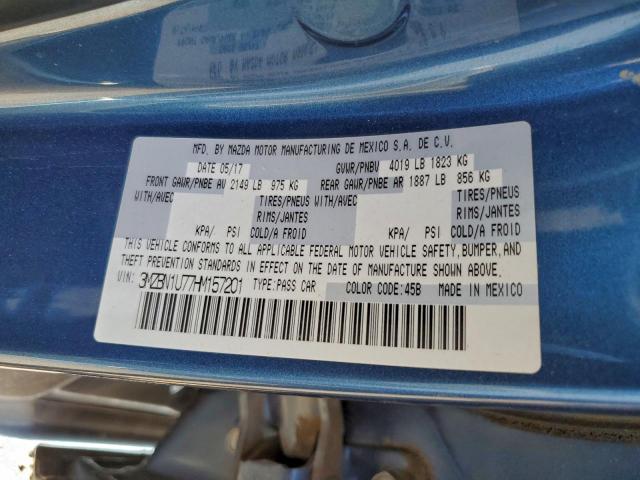 MFD. BY MAZDA MOTOR MANUFACTURING DE MEXICO S.A. DE C.V.
DATE 05/17 GVWR/PNBV 4019 LB 1823 KG
FRONT GAWR/PNBE AV 2149 LB 975 KG REAR GAWR/PNBE AR 1887 LB 856 KG
WITH/AVEC TIRES/PNEUS WITH/AVEC TIRES/PNEUS
RIMS/JANTES RIMS/JANTES
KPA/ PSI COLD/A FROID KPA/ PSI COLD/A FROID
THIS VEHICLE CONFORMS TO ALL APPLICABLE FEDERAL MOTOR VEHICLE SAFETY, BUMPER, AND
THEFT PREVENTION STANDARDS IN EFFECT ON THE DATE OF MANUFACTURE SHOWN ABOVE.
VIN: 3MZBN1U77HM157201 TYPE:PASS CAR COLOR CODE:45B MADE IN MEXICO